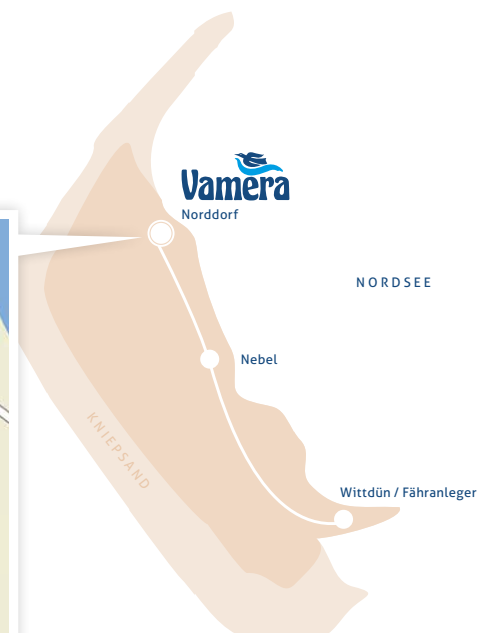 Vamera
Norddorf
NORDSEE
Nebel
KNIEPSAND
Wittdün / Fähranleger